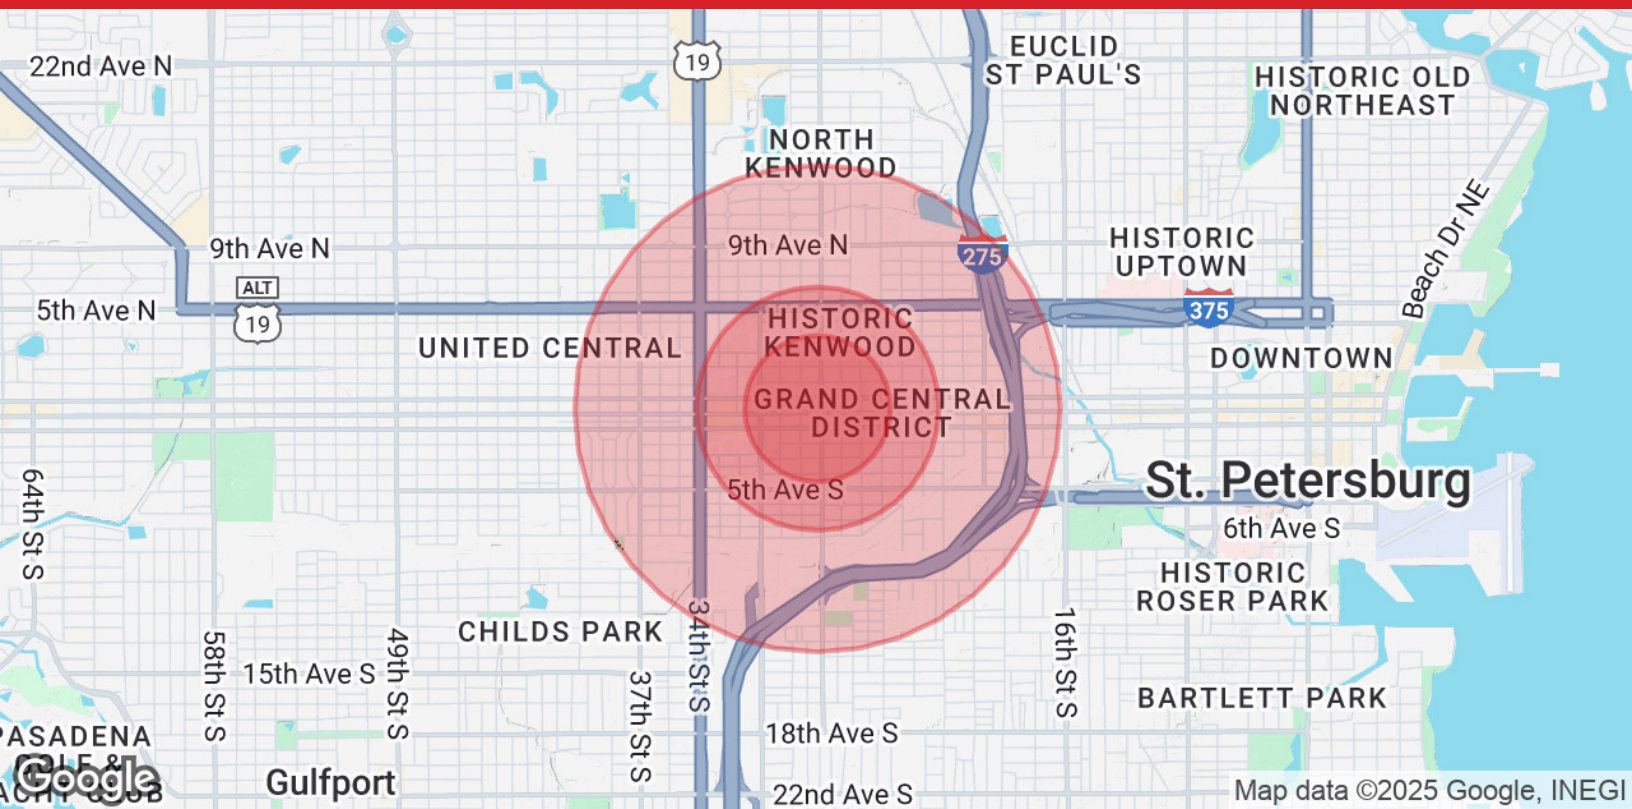 EUCLID
ST PAUL'S
22nd Ave N
19
HISTORIC OLD
NORTHEAST
NORTH
KENWOOD
Beach Dr NE
9th Ave N
9th Ave N
275
HISTORIC
UPTOWN
ALT
19
5th Ave N
375
HISTORIC
KENWOOD
UNITED CENTRAL
DOWNTOWN
GRAND CENTRAL
DISTRICT
St. Petersburg
5th Ave S
64th St S
6th Ave S
HISTORIC
ROSER PARK
CHILDS PARK
34th St S
16th St S
58th St S
49th St S
15th Ave S
37th St S
BARTLETT PARK
18th Ave S
PASADENA
GOLF &
YACHT CLUB
Google
Gulfport
22nd Ave S
Map data ©2025 Google, INEGI